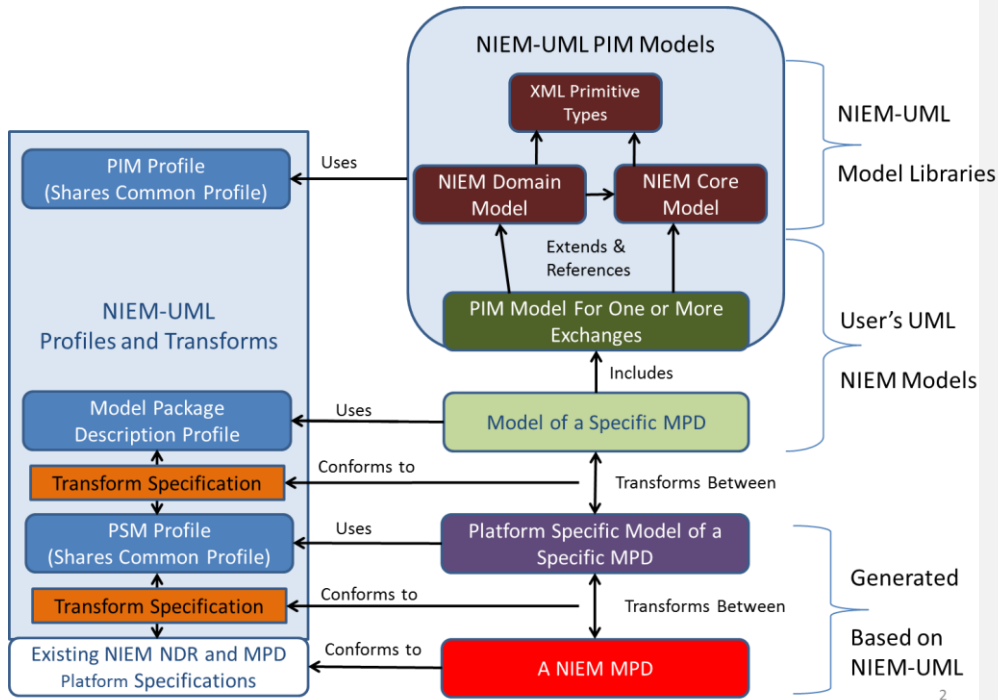 NIEM-UML PIM Models
XML Primitive
Types
NIEM-UML
Model Libraries
PIM Profile
(Shares Common Profile)
Uses
NIEM Domain
Model
NIEM Core
Model
Extends &
References
NIEM-UML
Profiles and Transforms
PIM Model For One or More
Exchanges
User's UML
NIEM Models
Includes
Model Package
Description Profile
Uses
Model of a Specific MPD
Transform Specification
Conforms to
Transforms Between
PSM Profile
(Shares Common Profile)
Uses
Platform Specific Model of a
Specific MPD
Generated
Based on
NIEM-UML
Transform Specification
Conforms to
Transforms Between
Existing NIEM NDR and MPD
Platform Specifications
Conforms to
A NIEM MPD
2